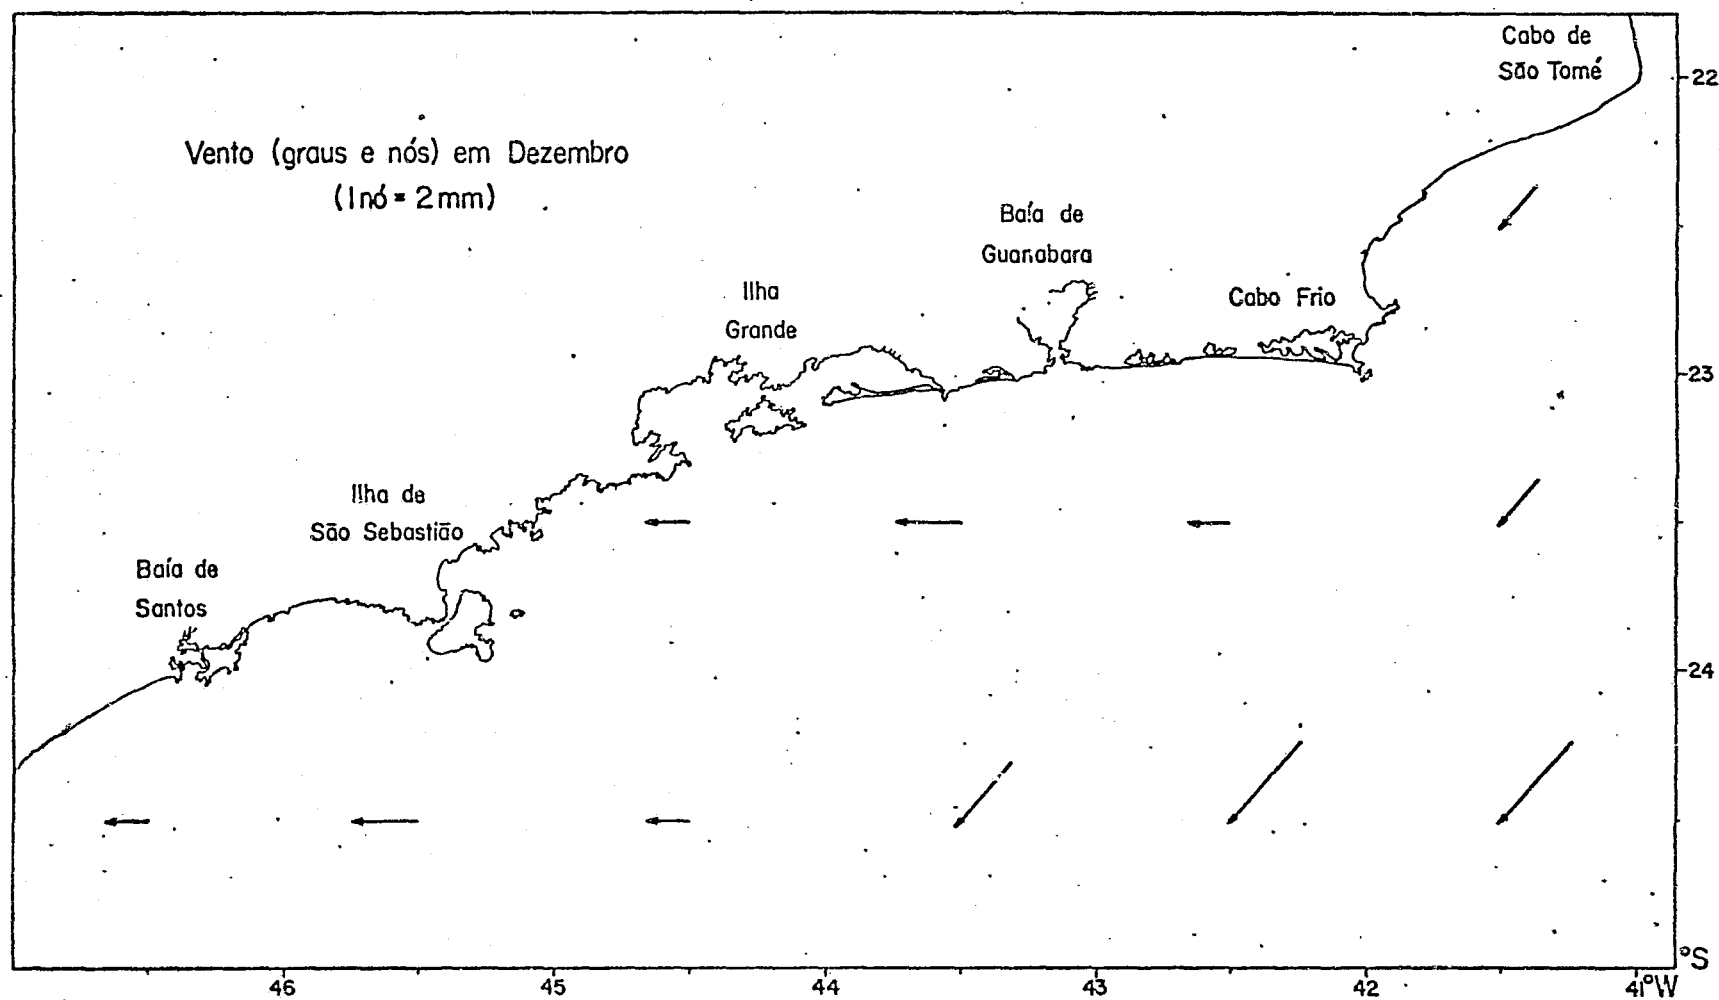 Cabo de
São Tomé
22
Vento (graus e nós) em Dezembro
(1nó = 2mm)
Baía de
Guanabara
Ilha
Grande
Cabo Frio
23
Ilha de
São Sebastião
Baía de
Santos
24
°S
46
45
44
43
42
41°W